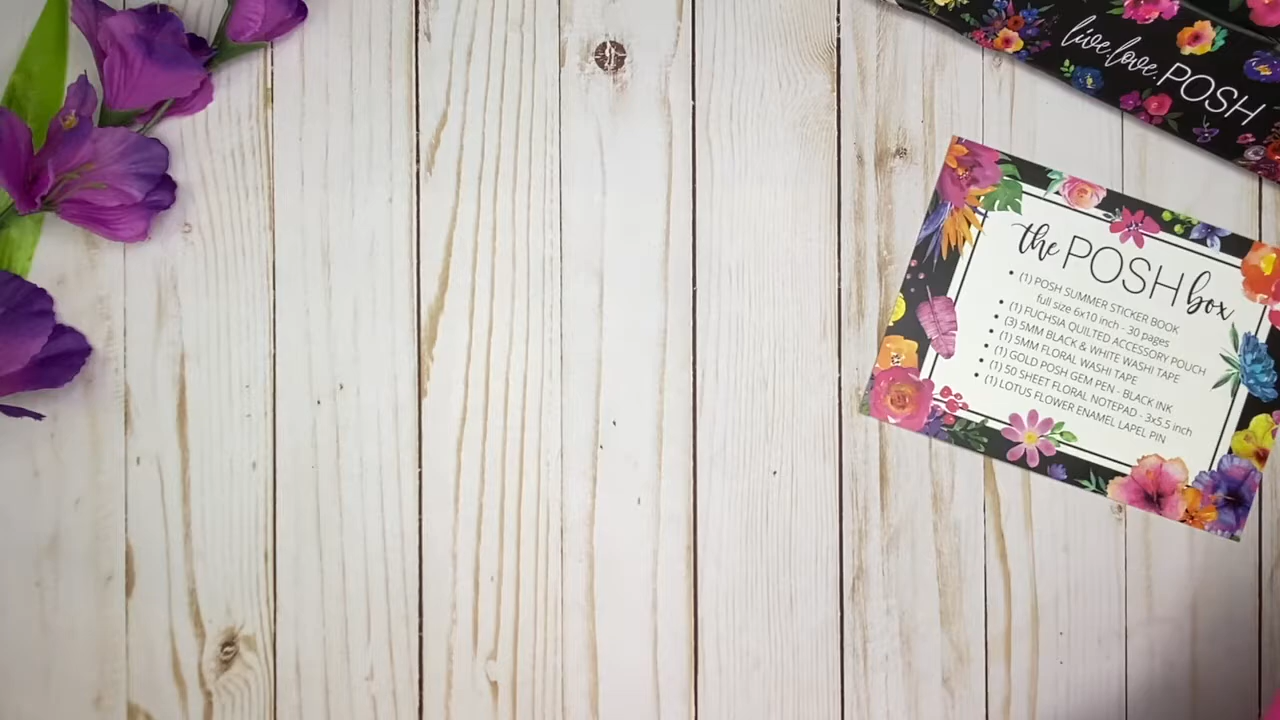 live.love.POSH
the POSH box
• (1) POSH SUMMER STICKER BOOK
full size 6x10 inch - 30 pages
• (1) FUCHSIA QUILTED ACCESSORY POUCH
• (3) 5MM BLACK & WHITE WASHI TAPE
• (1) 5MM FLORAL WASHI TAPE
• (1) GOLD POSH GEM PEN - BLACK INK
• (1) 50 SHEET FLORAL NOTEPAD - 3x5.5 inch
• (1) LOTUS FLOWER ENAMEL LAPEL PIN